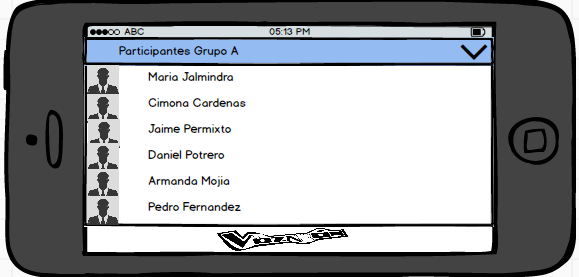 ABC 05:13 PM
Participantes Grupo A
Maria Jalmindra
Cimona Cardenas
Jaime Permixto
Daniel Potrero
Armanda Mojia
Pedro Fernandez